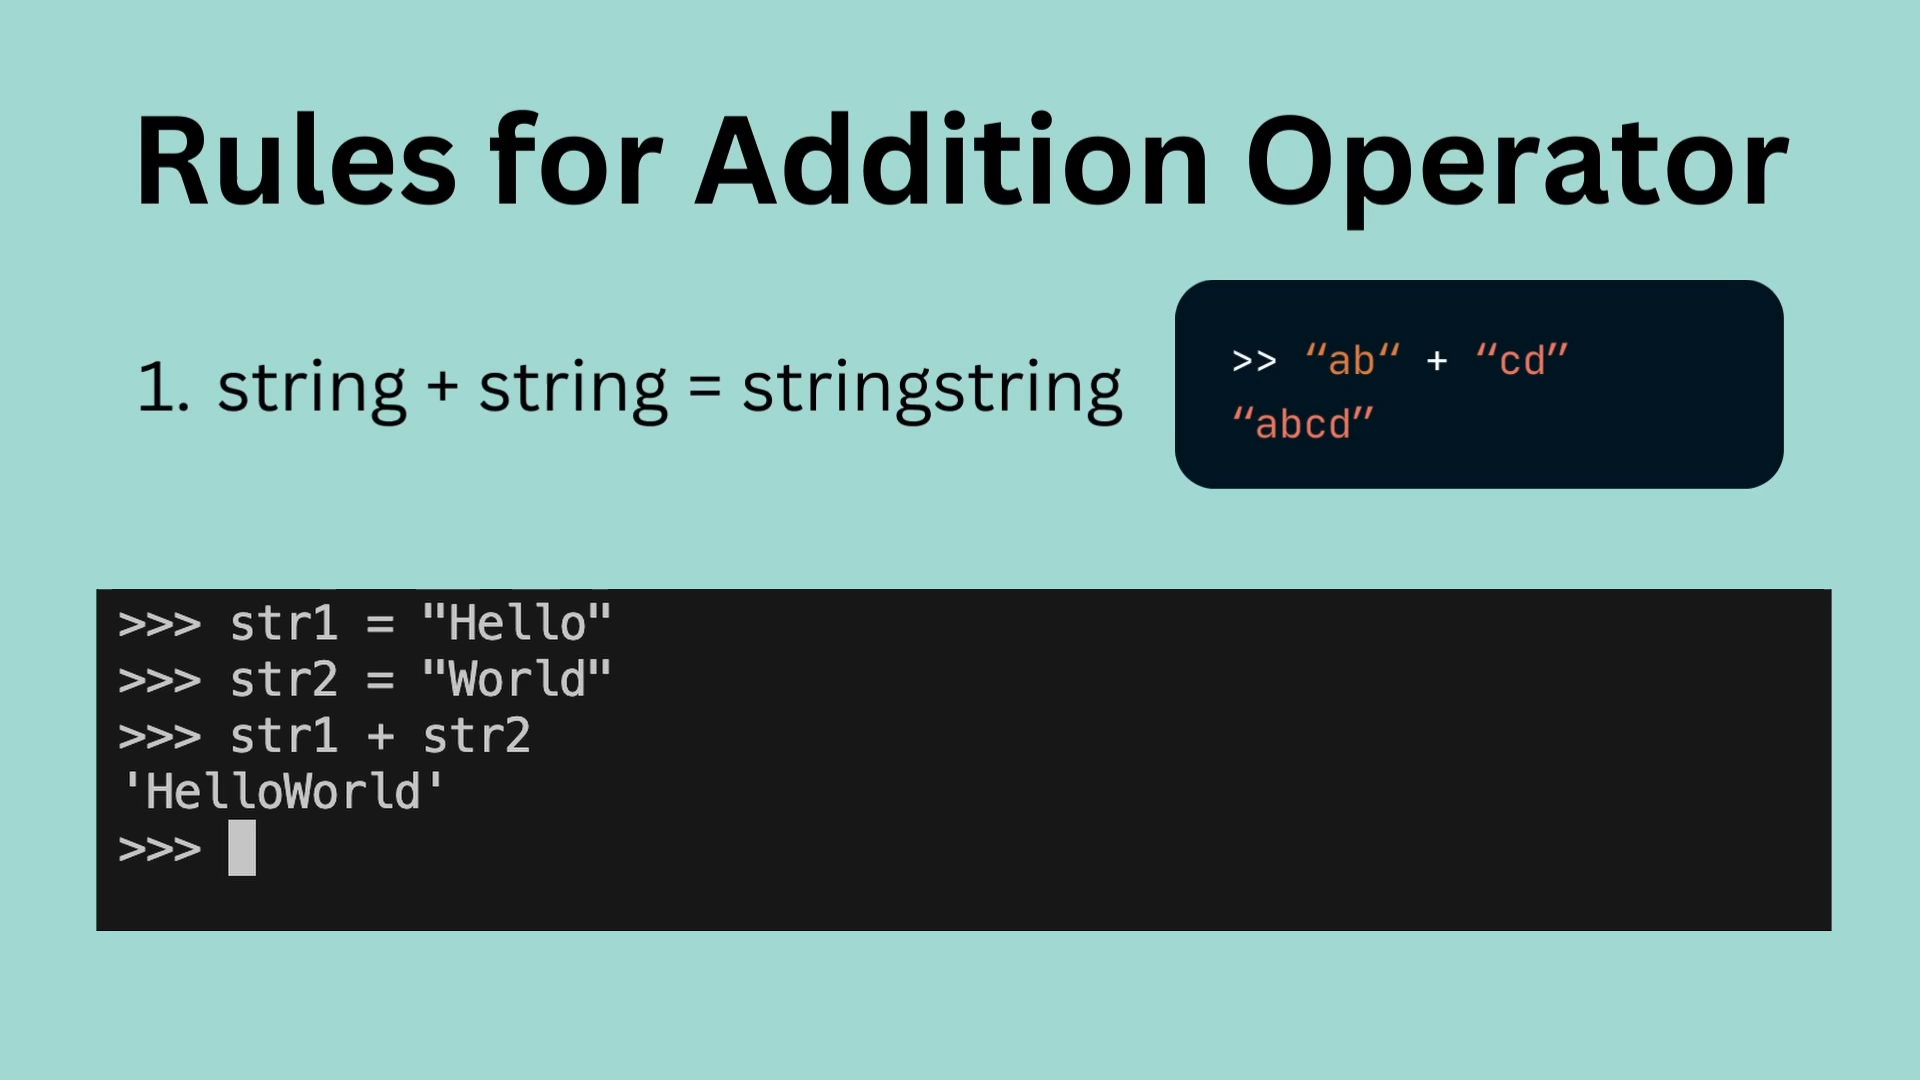 Rules for Addition Operator
1. string + string = stringstring
>> “ab“ + “cd”
“abcd”
>>> str1 = "Hello"
>>> str2 = "World"
>>> str1 + str2
'HelloWorld'
>>>